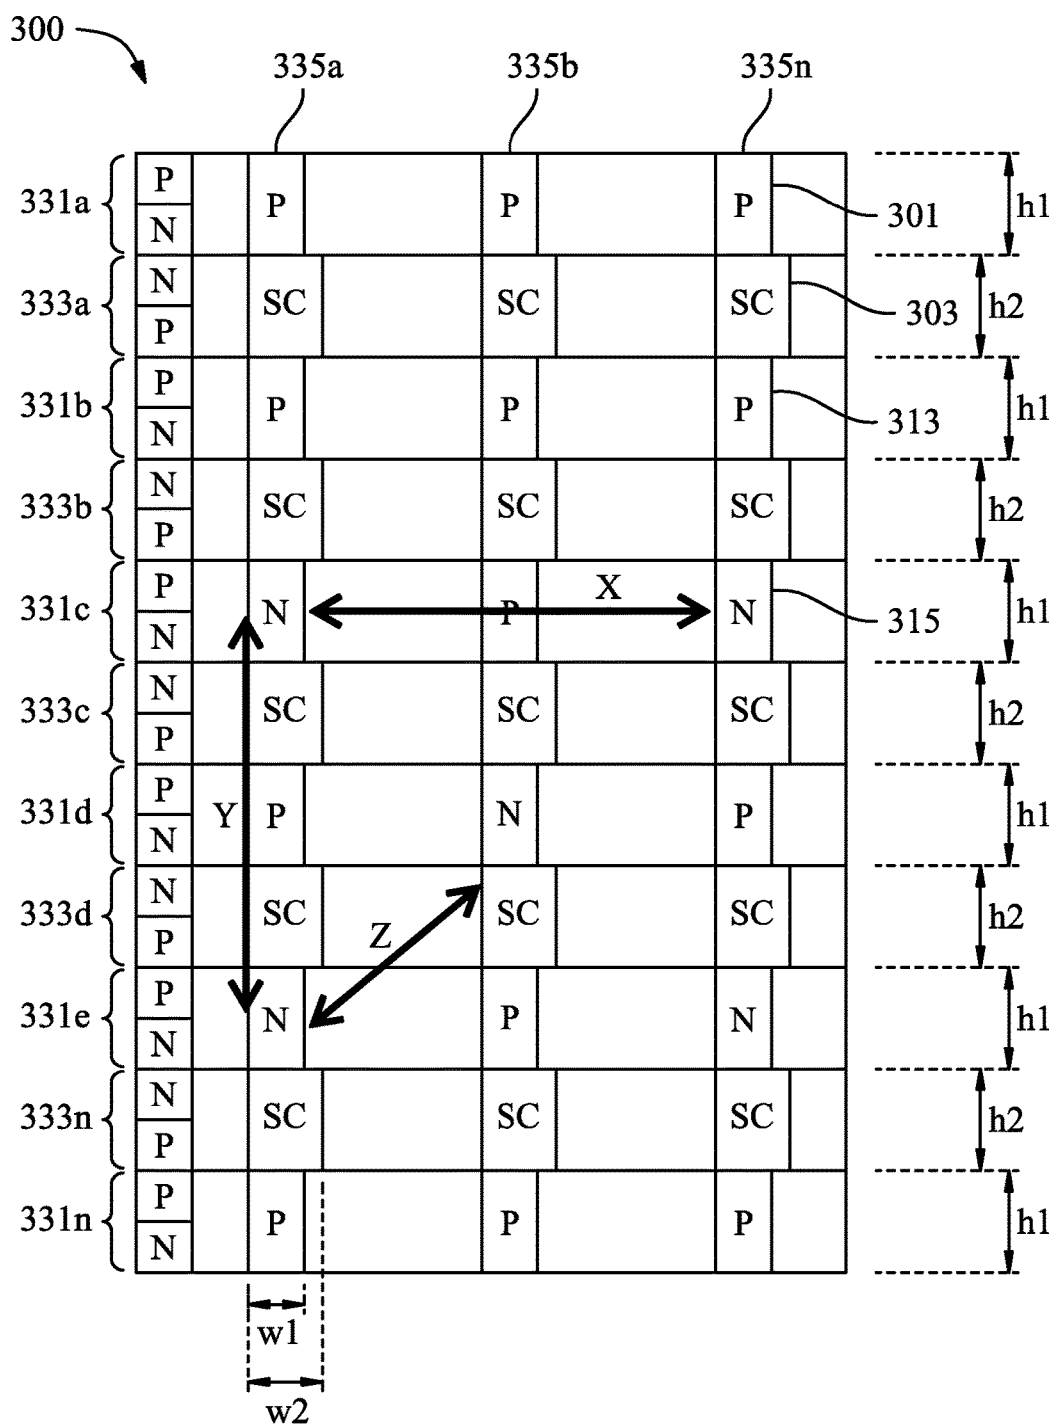 300
335a 335b 335n
P
331a P P P 301 h1
N
N
333a SC SC SC 303 h2
P
P
331b P P P 313 h1
N
N
333b SC SC SC h2
P
P X
331c N P N 315 h1
N
N
333c SC SC SC h2
P
P
331d Y P N P h1
N
N
333d SC SC SC h2
P Z
P
331e N P N h1
N
N
333n SC SC SC h2
P
P
331n P P P h1
N
w1
w2